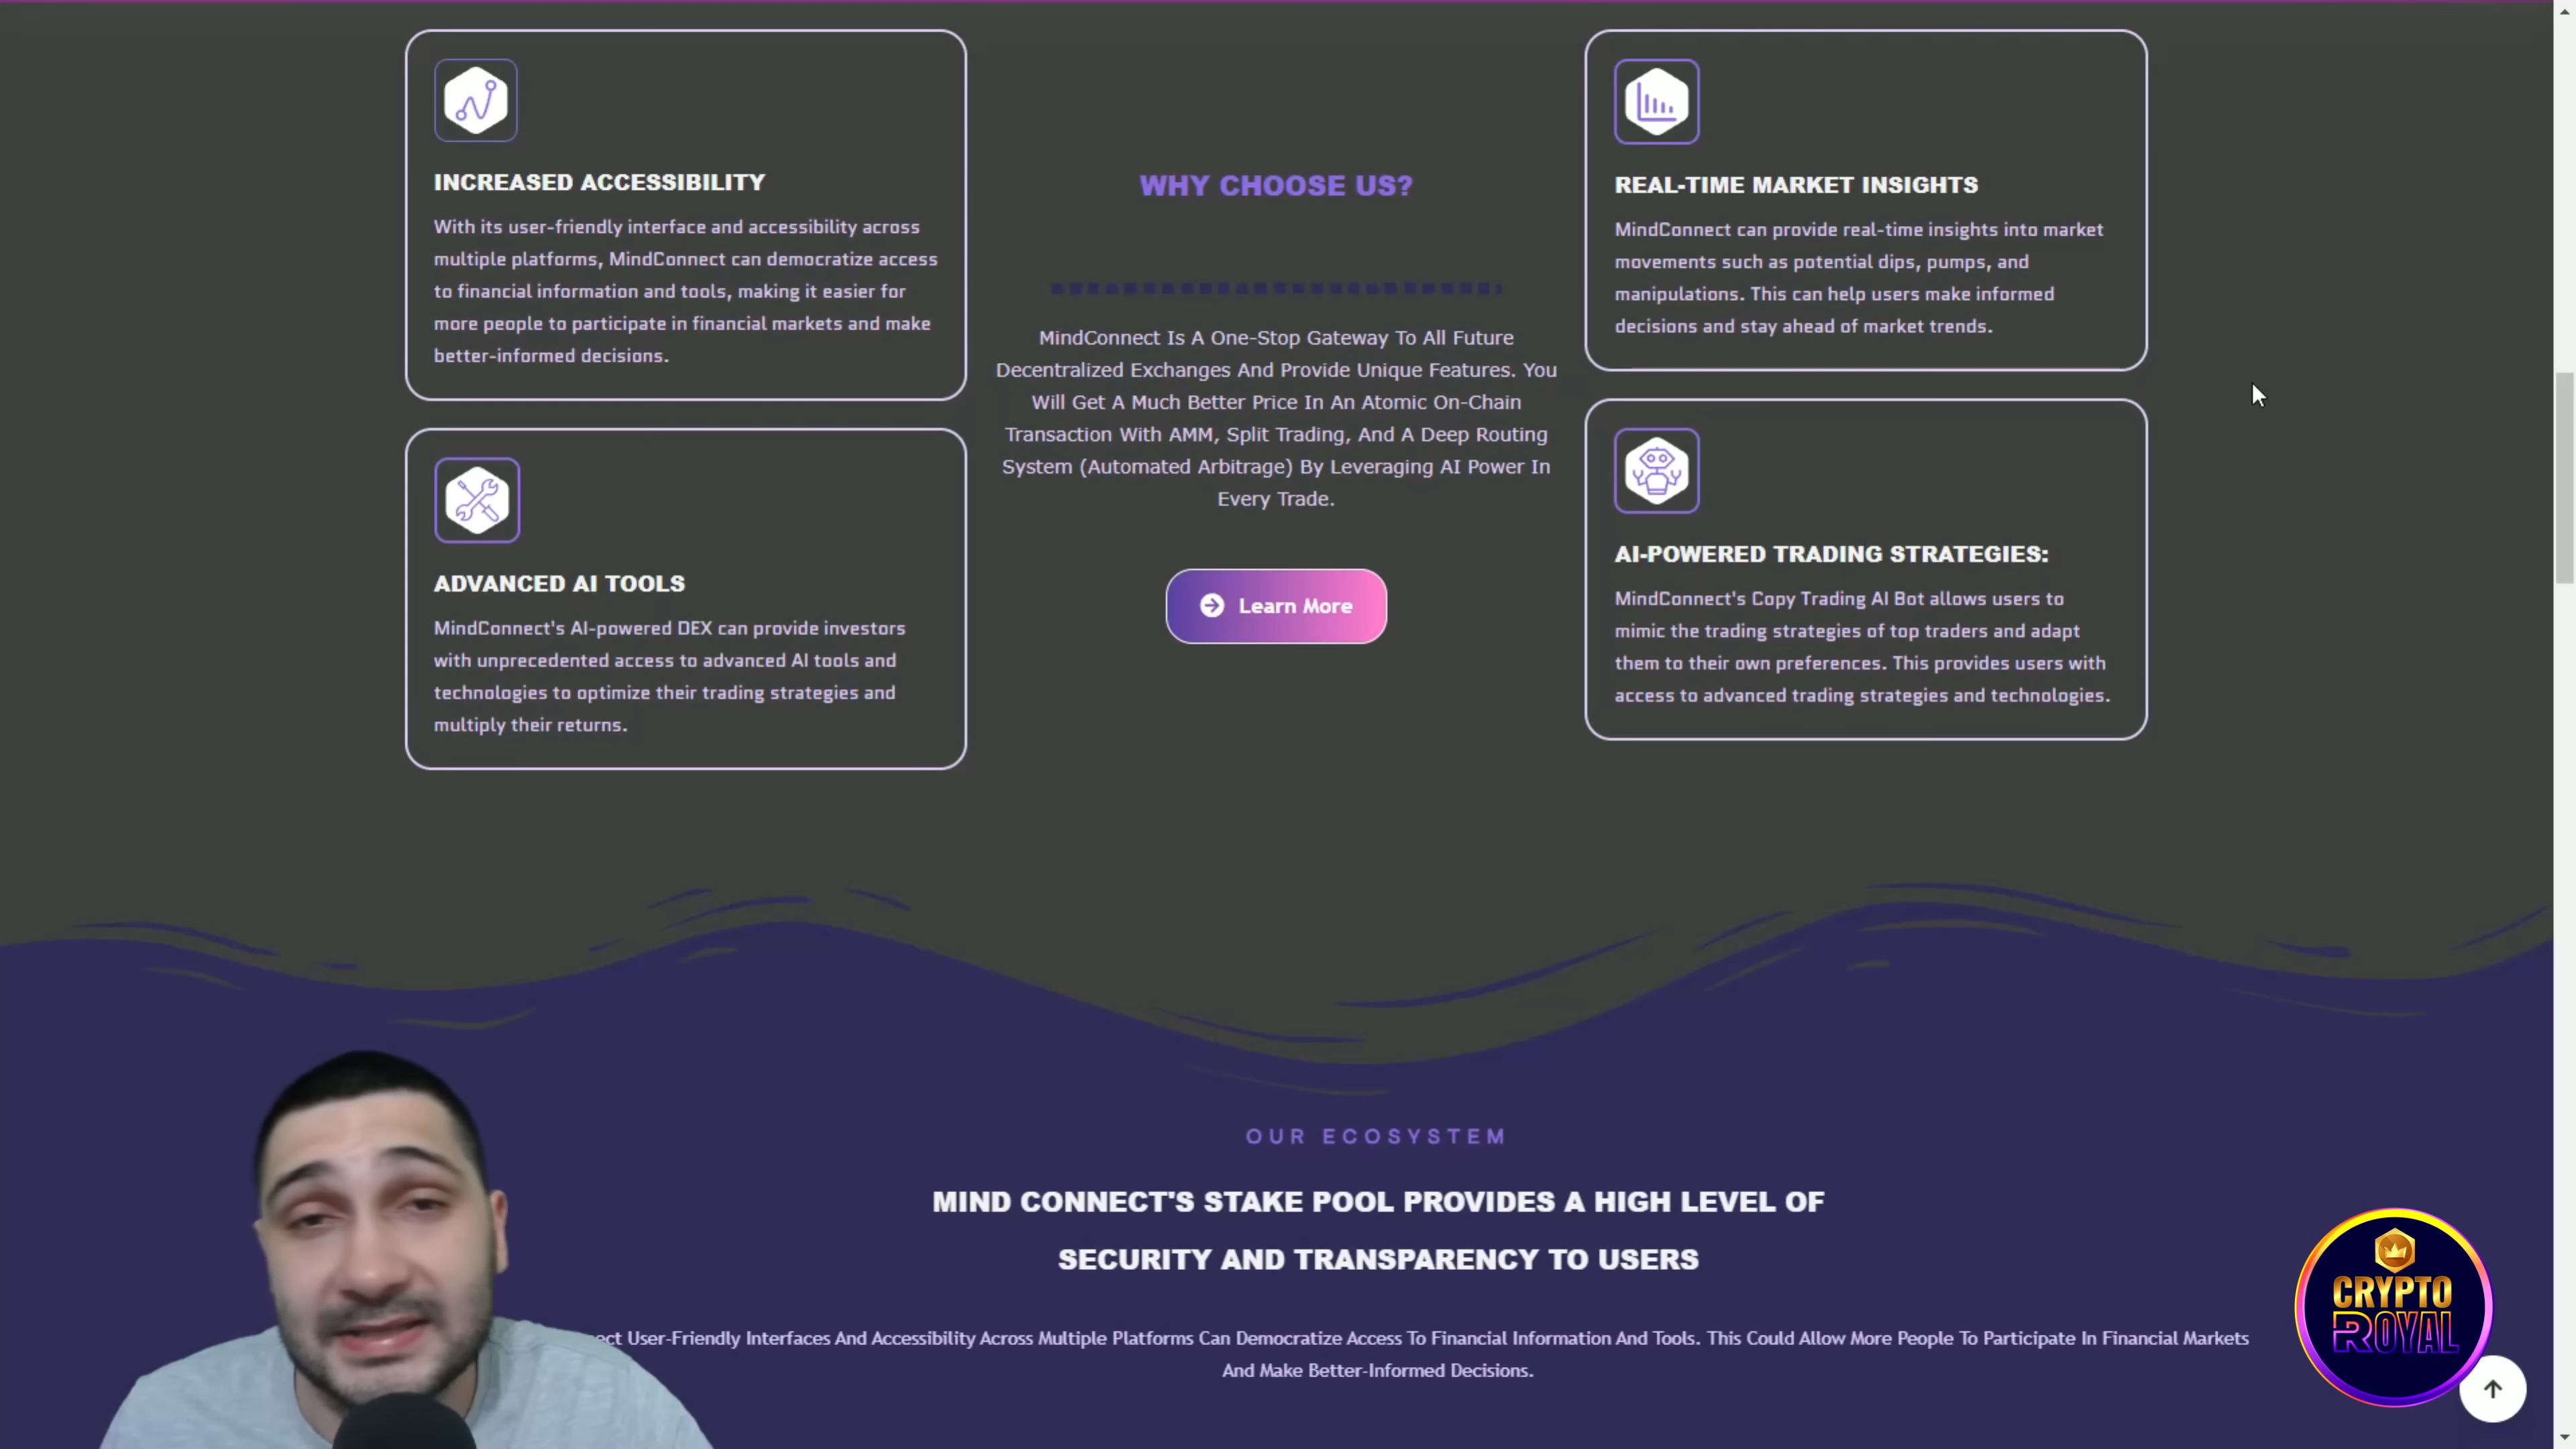 INCREASED ACCESSIBILITY
With its user-friendly interface and accessibility across
multiple platforms, MindConnect can democratize access
to financial information and tools, making it easier for
more people to participate in financial markets and make
better-informed decisions.
ADVANCED AI TOOLS
MindConnect's AI-powered DEX can provide investors
with unprecedented access to advanced AI tools and
technologies to optimize their trading strategies and
multiply their returns.
WHY CHOOSE US?
MindConnect Is A One-Stop Gateway To All Future
Decentralized Exchanges And Provide Unique Features. You
Will Get A Much Better Price In An Atomic On-Chain
Transaction With AMM, Split Trading, And A Deep Routing
System (Automated Arbitrage) By Leveraging AI Power In
Every Trade.
Learn More
REAL-TIME MARKET INSIGHTS
MindConnect can provide real-time insights into market
movements such as potential dips, pumps, and
manipulations. This can help users make informed
decisions and stay ahead of market trends.
AI-POWERED TRADING STRATEGIES:
MindConnect's Copy Trading AI Bot allows users to
mimic the trading strategies of top traders and adapt
them to their own preferences. This provides users with
access to advanced trading strategies and technologies.
OUR ECOSYSTEM
MIND CONNECT'S STAKE POOL PROVIDES A HIGH LEVEL OF
SECURITY AND TRANSPARENCY TO USERS
User-Friendly Interfaces And Accessibility Across Multiple Platforms Can Democratize Access To Financial Information And Tools. This Could Allow More People To Participate In Financial Markets
And Make Better-Informed Decisions.
CRYPTO
ROYAL